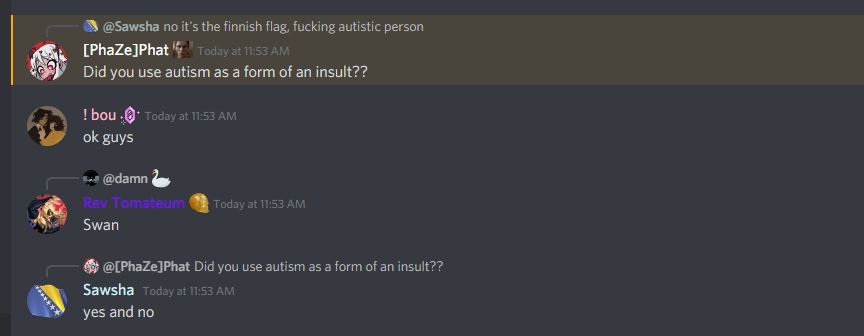 @Sawsha no it's the finnish flag, fucking autistic person
[PhaZe]Phat Today at 11:53 AM
Did you use autism as a form of an insult??
! bou Today at 11:53 AM
ok guys
@damn 🦢
Rev Tomateum Today at 11:53 AM
Swan
@[PhaZe]Phat Did you use autism as a form of an insult??
Sawsha Today at 11:53 AM
yes and no